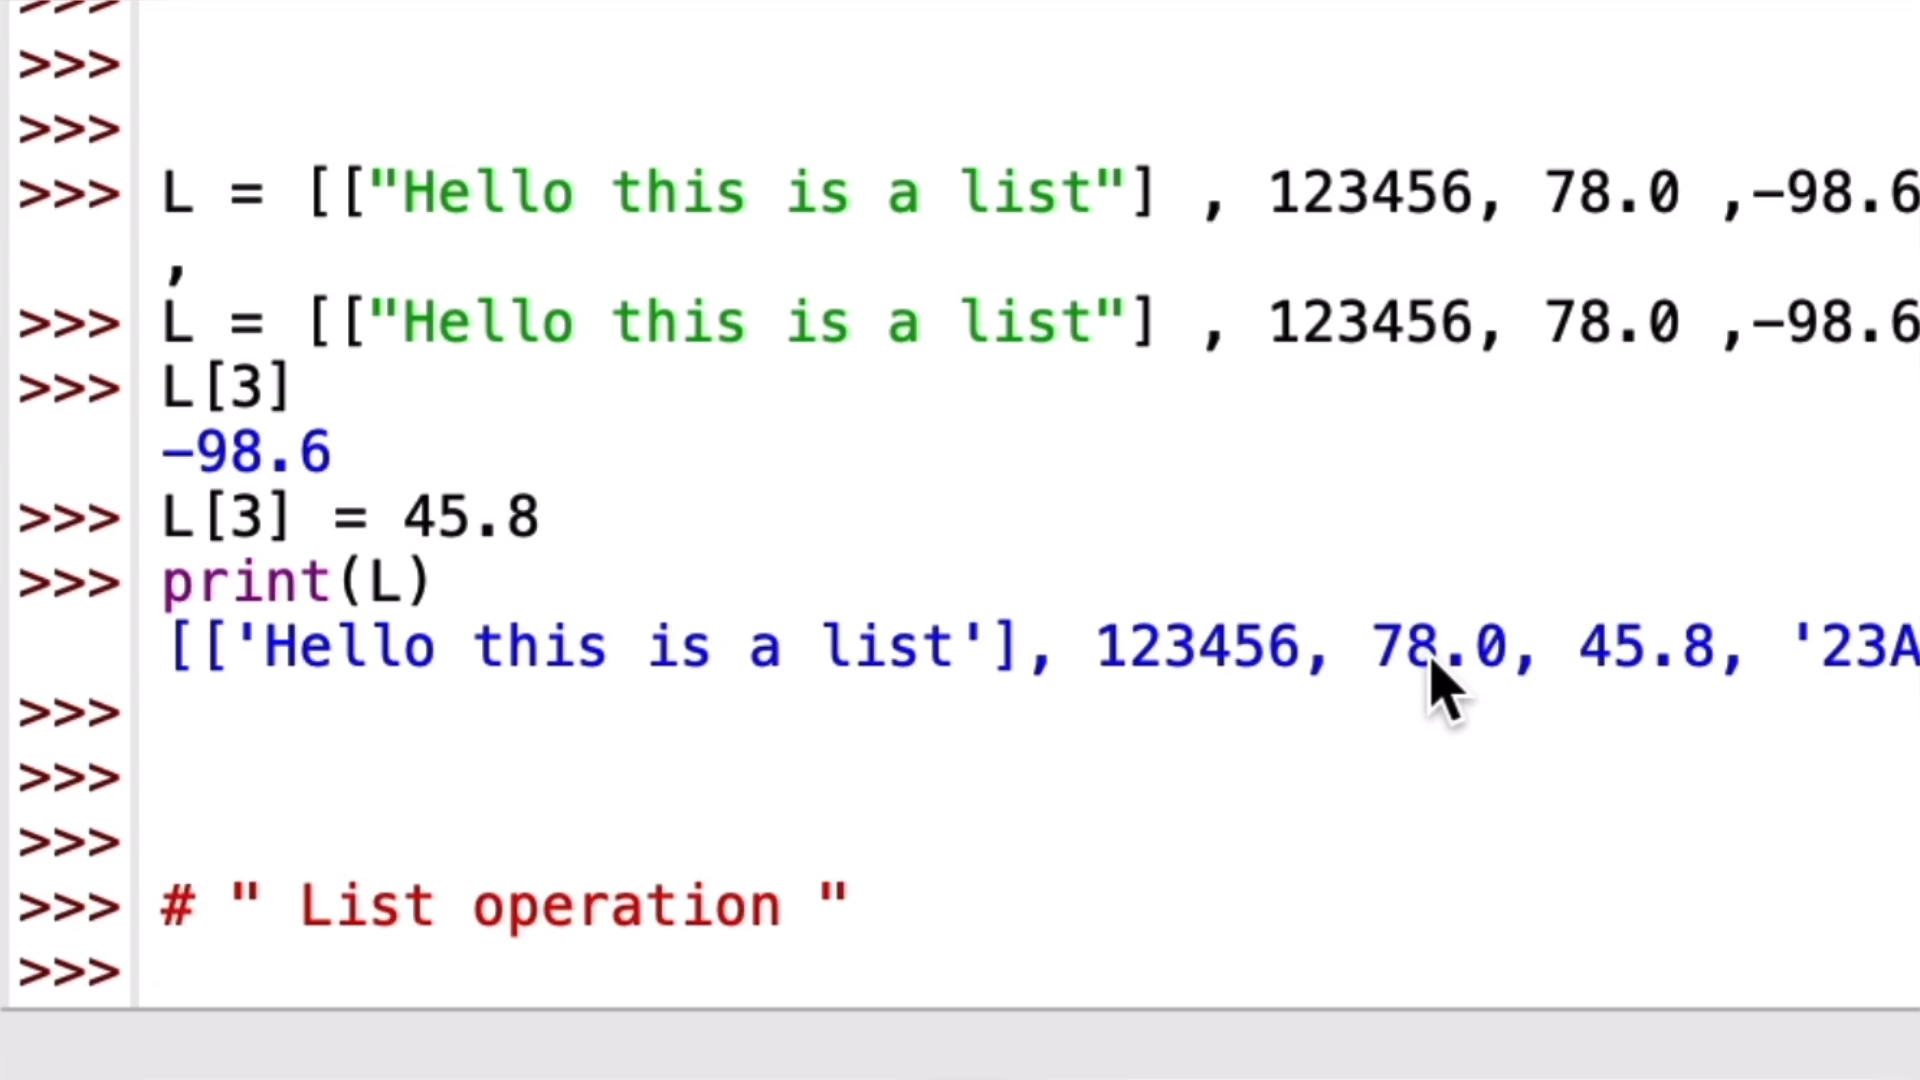 >>>
>>>
>>>
>>> L = [["Hello this is a list"] , 123456, 78.0 ,-98.6
,
>>> L = [["Hello this is a list"] , 123456, 78.0 ,-98.6
>>> L[3]
-98.6
>>> L[3] = 45.8
>>> print(L)
[['Hello this is a list'], 123456, 78.0, 45.8, '23A
>>>
>>>
>>>
>>> # " List operation "
>>>